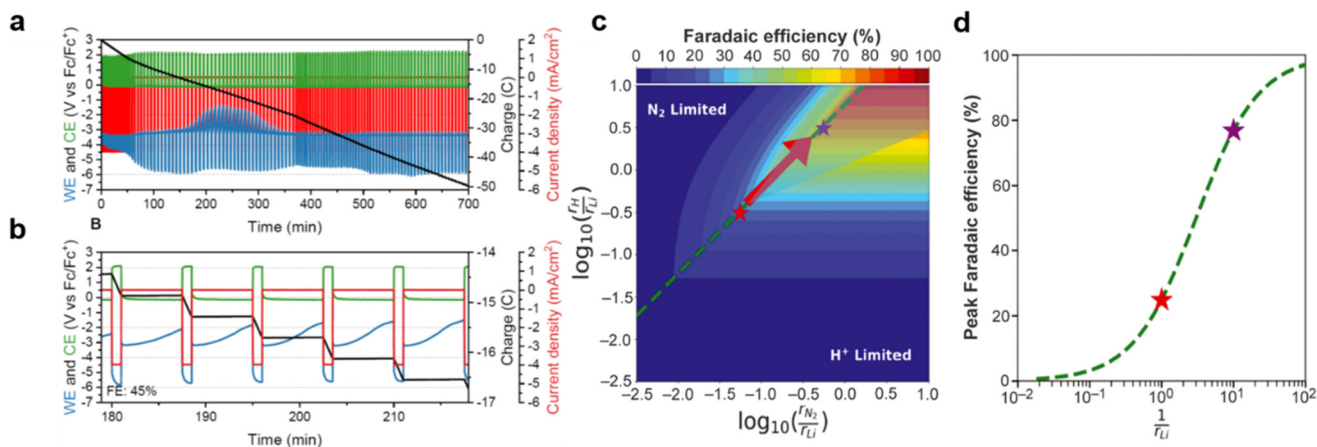 a
WE and CE (V vs Fc/Fc⁺)
3
2
1
0
-1
-2
-3
-4
-5
-6
-7
0
-10
-20
-30
-40
-50
Charge (C)
2
1
0
-1
-2
-3
-4
-5
-6
Current density (mA/cm²)
0 100 200 300 400 500 600 700
Time (min)
b
B
WE and CE (V vs Fc/Fc⁺)
3
2
1
0
-1
-2
-3
-4
-5
-6
-7
FE: 45%
-14
-15
-16
-17
Charge (C)
2
1
0
-1
-2
-3
-4
-5
-6
Current density (mA/cm²)
180 190 200 210
Time (min)
c
Faradaic efficiency (%)
0 10 20 30 40 50 60 70 80 90 100
N₂ Limited
H⁺ Limited
log₁₀(r_H/r_Li)
1.0
0.5
0.0
−0.5
−1.0
−1.5
−2.0
−2.5
−2.5 −2.0 −1.5 −1.0 −0.5 0.0 0.5 1.0
log₁₀(r_N₂/r_Li)
d
Peak Faradaic efficiency (%)
100
80
60
40
20
0
10⁻² 10⁻¹ 10⁰ 10¹ 10²
1/r_Li